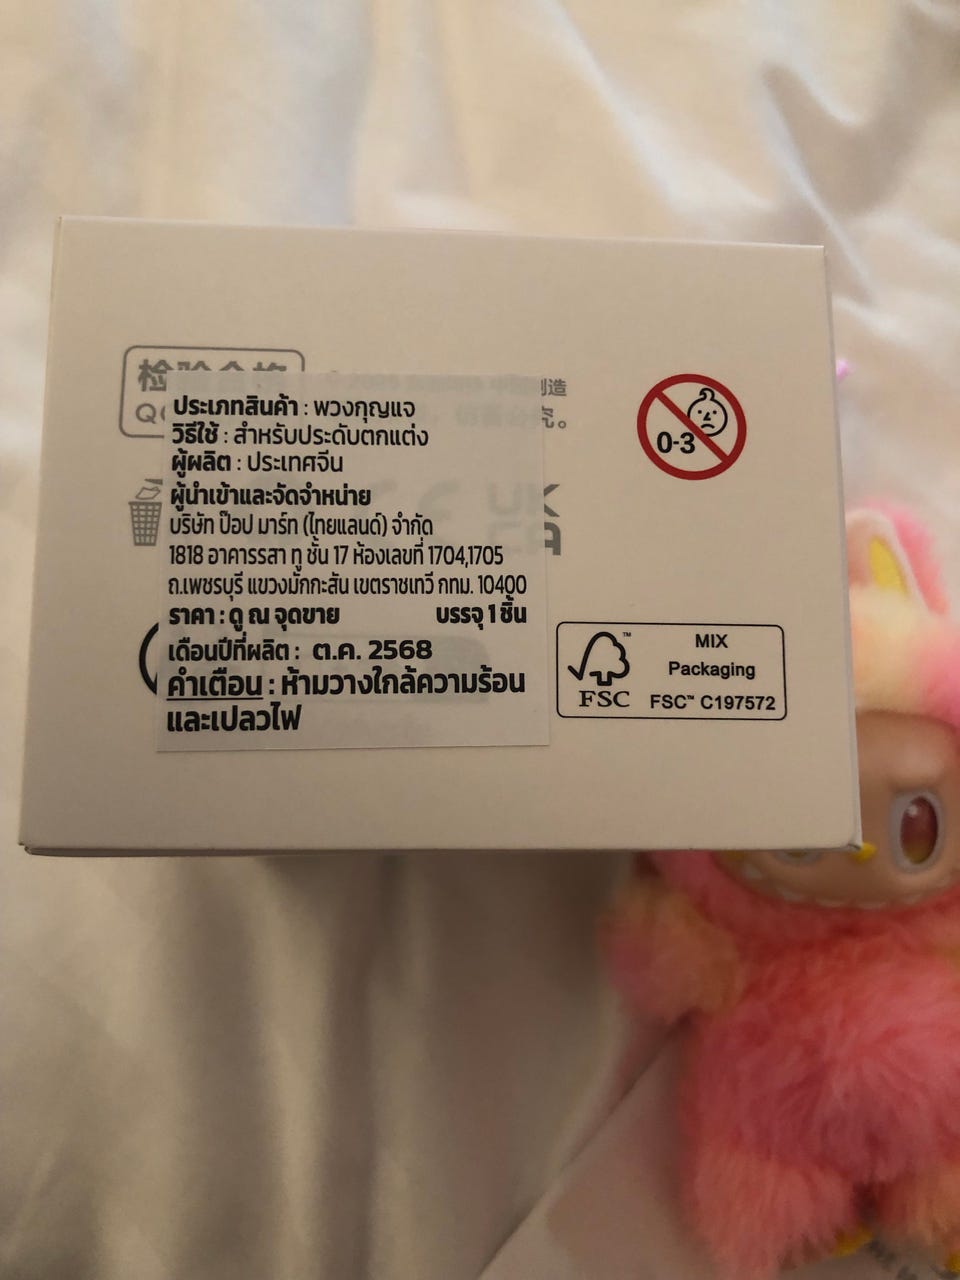 检
ประเภทสินค้า : พวงกุญแจ
วิธีใช้ : สำหรับประดับตกแต่ง
ผู้ผลิต : ประเทศจีน
ผู้นำเข้าและจัดจำหน่าย
บริษัท ป๊อป มาร์ท (ไทยแลนด์) จำกัด
1818 อาคารรสา ทู ชั้น 17 ห้องเลขที่ 1704,1705
ถ.เพชรบุรี แขวงมักกะสัน เขตราชเทวี กทม. 10400
ราคา : ดู ณ จุดขาย บรรจุ 1 ชิ้น
เดือนปีที่ผลิต : ต.ค. 2568
คำเตือน : ห้ามวางใกล้ความร้อน
และเปลวไฟ
造
0-3
FSC
MIX
Packaging
FSC™ C197572